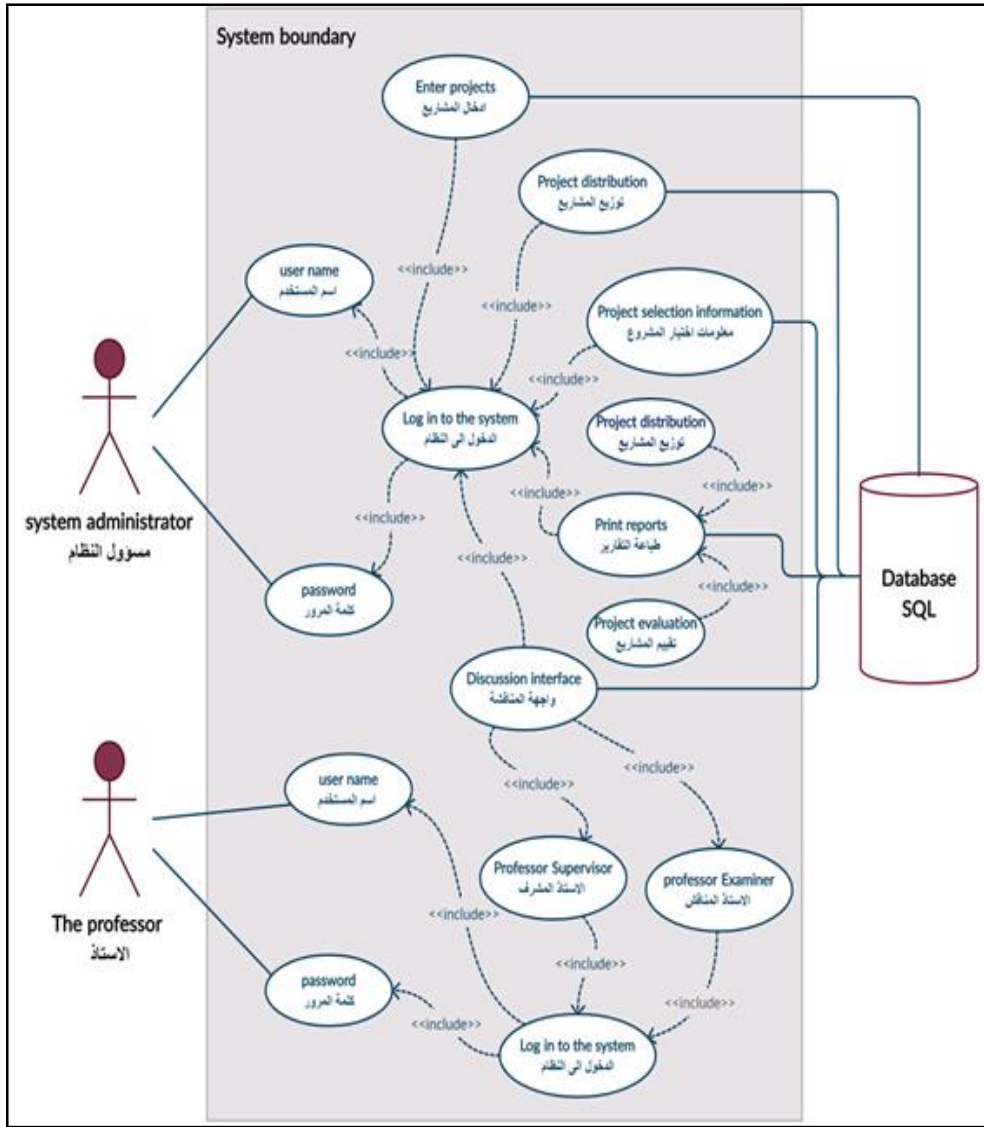 System boundary
Enter projects
ادخال المشاريع
Project distribution
توزيع المشاريع
<<include>>
<<include>>
user name
اسم المستخدم
Project selection information
معلومات اختيار المشروع
<<include>>
<<include>>
Log in to the system
الدخول الى النظام
Project distribution
توزيع المشاريع
<<include>>
<<include>>
<<include>>
Print reports
طباعة التقارير
system administrator
مسؤول النظام
password
كلمة المرور
<<include>>
<<include>>
Project evaluation
تقييم المشاريع
Database
SQL
Discussion interface
واجهة المناقشة
user name
اسم المستخدم
<<include>>
<<include>>
Professor Supervisor
الاستاذ المشرف
professor Examiner
الاستاذ المناقش
The professor
الاستاذ
<<include>>
<<include>>
password
كلمة المرور
<<include>>
<<include>>
Log in to the system
الدخول الى النظام